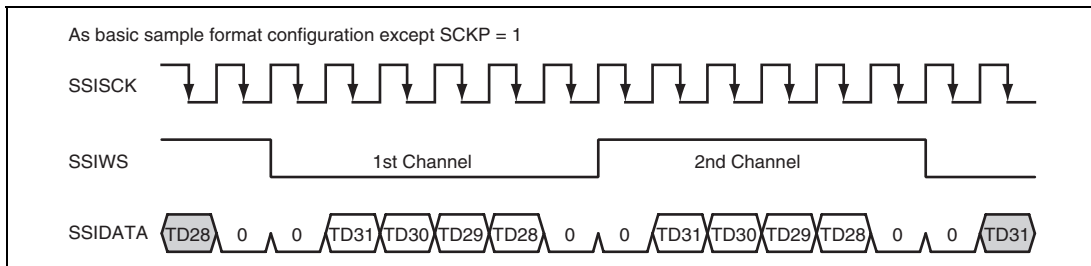 As basic sample format configuration except SCKP = 1
SSISCK
SSIWS 1st Channel 2nd Channel
SSIDATA TD28 0 0 TD31 TD30 TD29 TD28 0 0 TD31 TD30 TD29 TD28 0 0 TD31